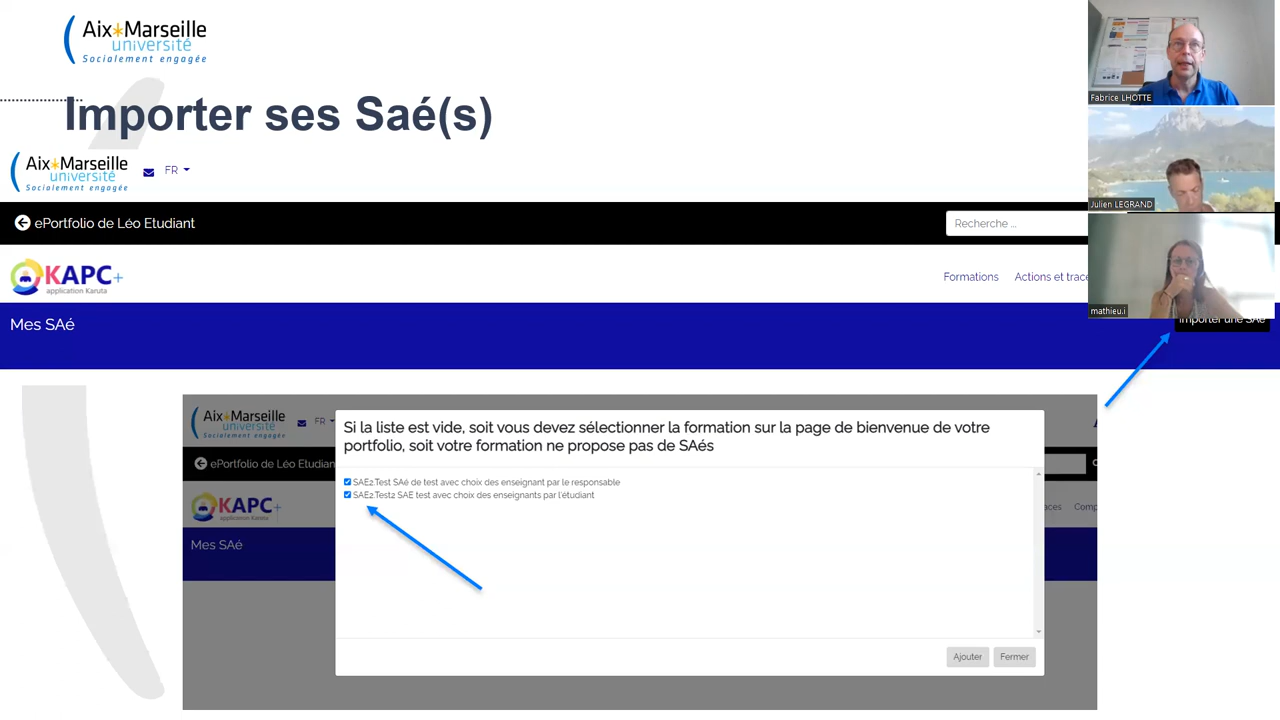 Aix Marseille
université
Socialement engagée
Importer ses Saé(s)
Aix Marseille
université
Socialement engagée
FR
ePortfolio de Léo Etudiant
Recherche ...
KAPC+
application Karuta
Formations
Actions et trace
Mes SAé
Importer une SAé
Fabrice LHOTTE
Julien LEGRAND
mathieu.i
Aix Marseille
université
Socialement engagée
FR
ePortfolio de Léo Etudian
KAPC+
application Karuta
Mes SAé
aces
Comp
Si la liste est vide, soit vous devez sélectionner la formation sur la page de bienvenue de votre
portfolio, soit votre formation ne propose pas de SAés
SAE2.Test SAé de test avec choix des enseignant par le responsable
SAE2.Test2 SAE test avec choix des enseignants par l'étudiant
Ajouter
Fermer